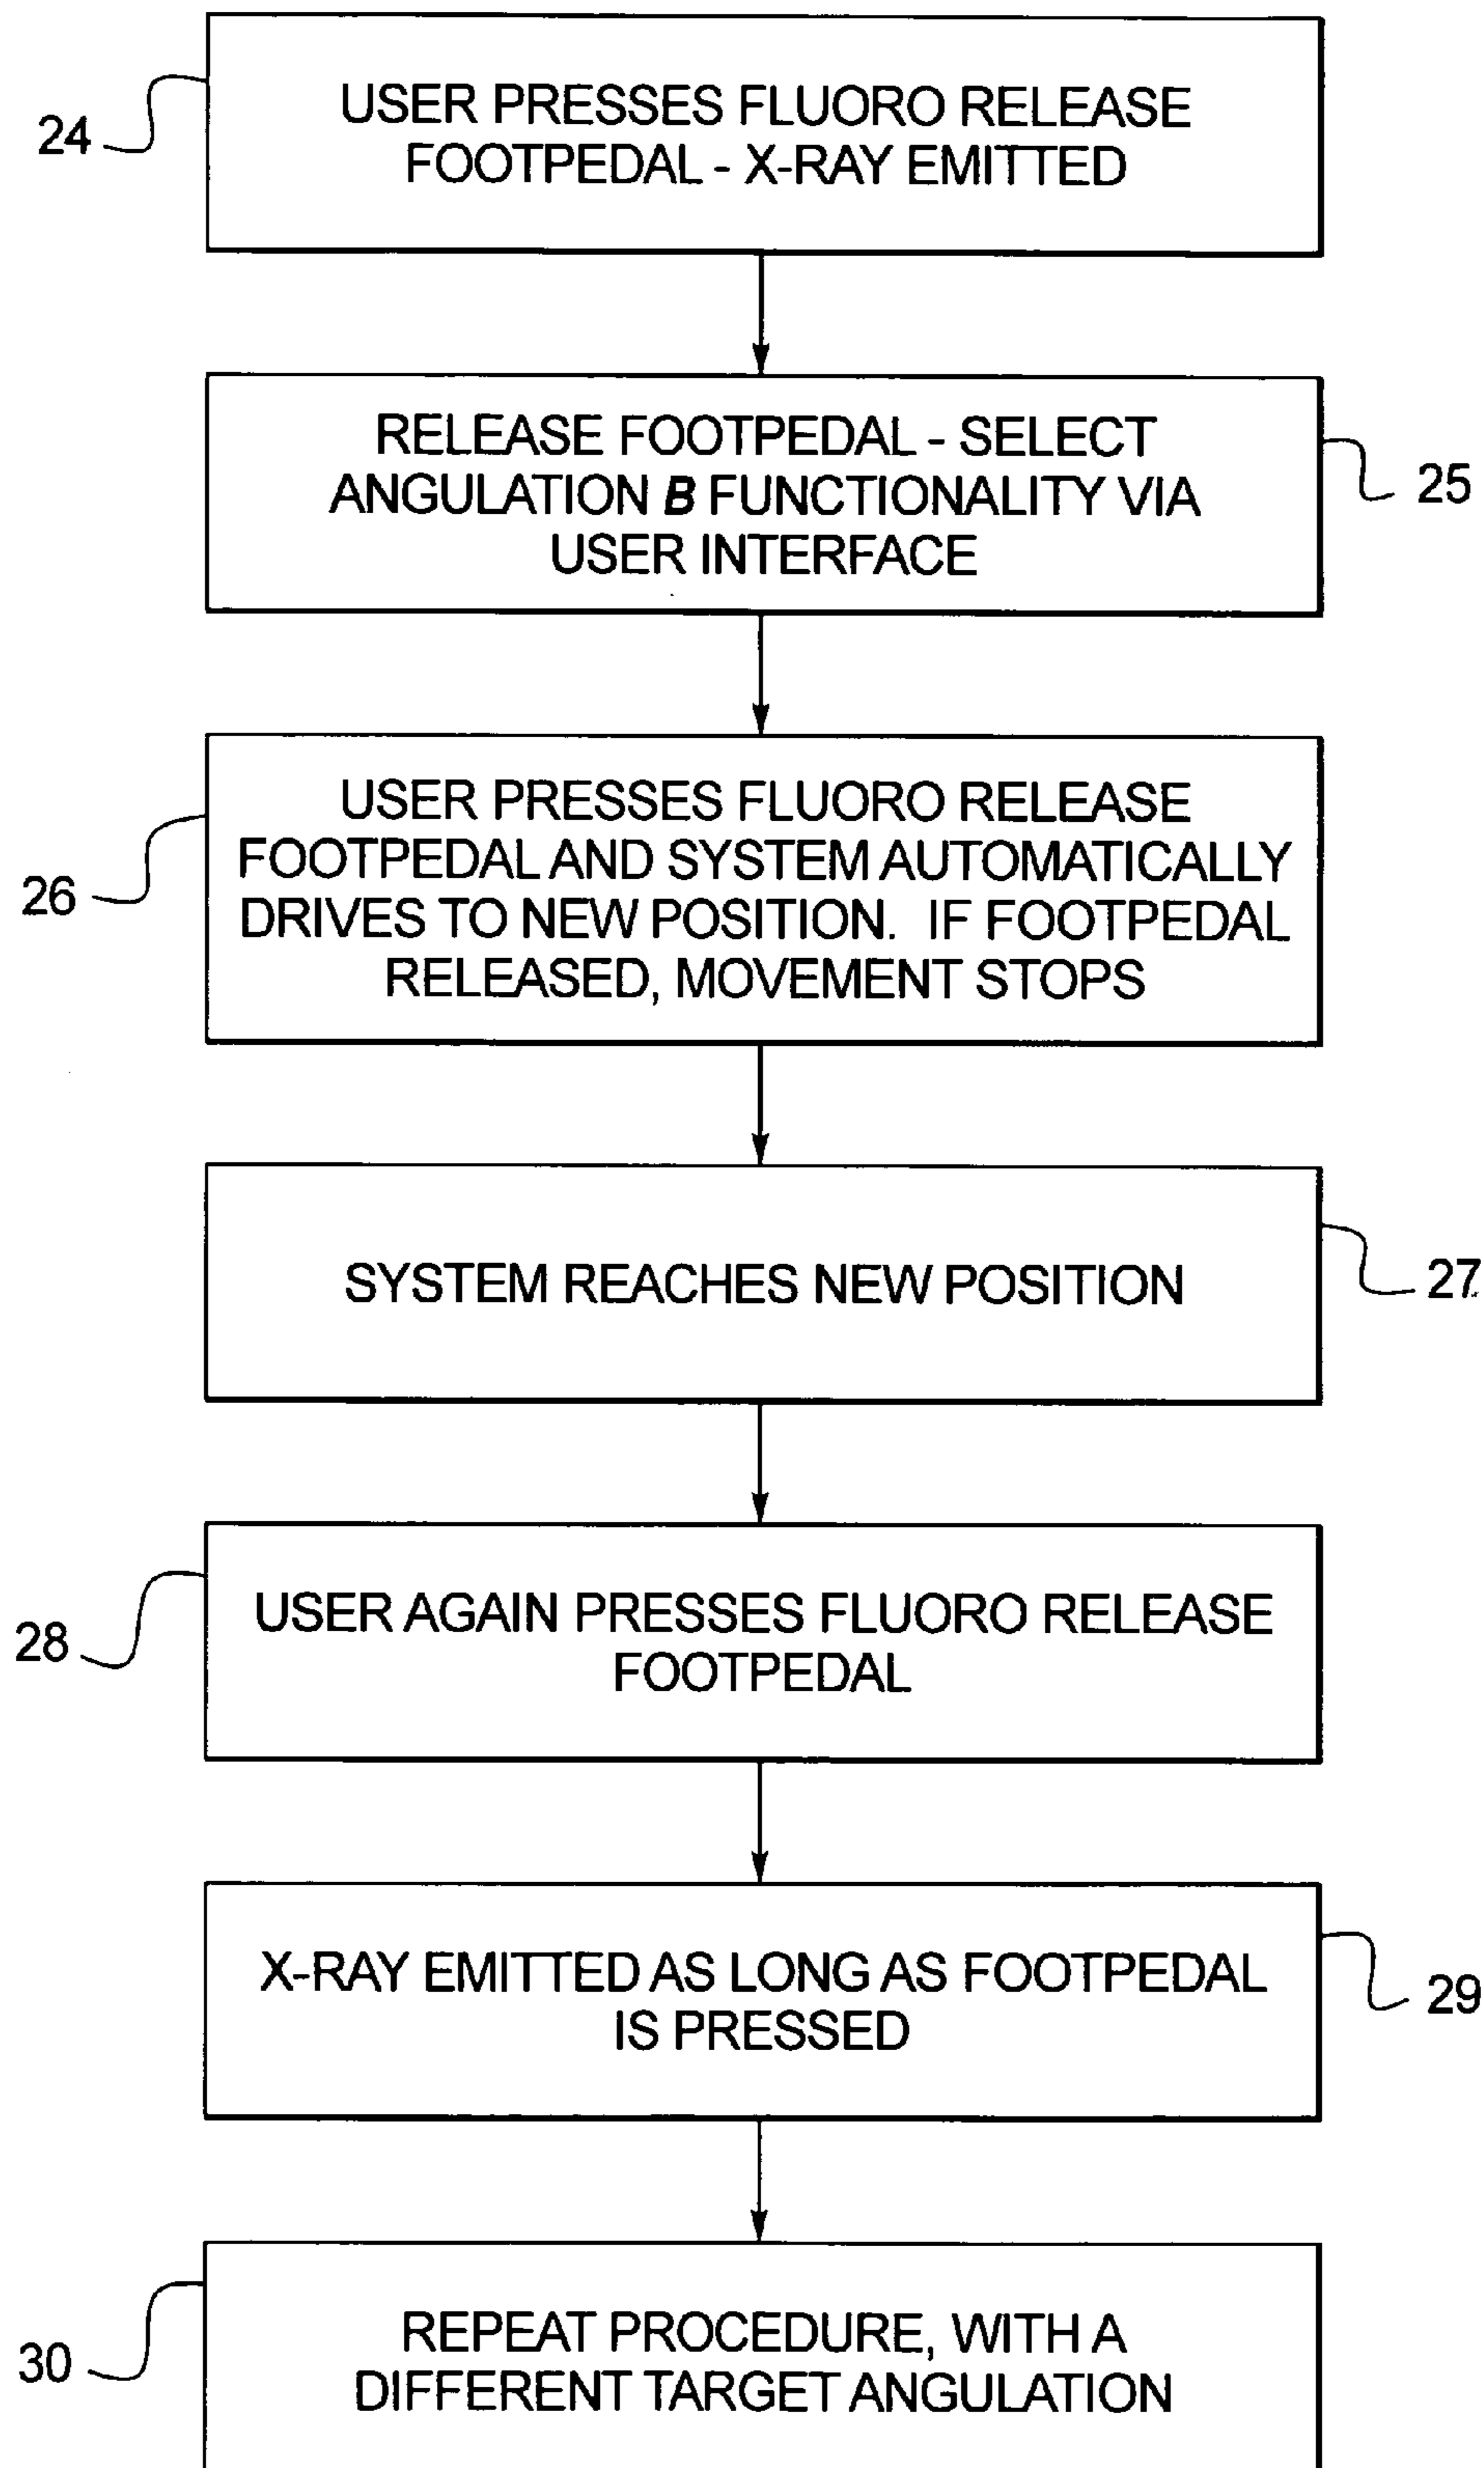 24
USER PRESSES FLUORO RELEASE
FOOTPEDAL - X-RAY EMITTED
RELEASE FOOTPEDAL - SELECT
ANGULATION B FUNCTIONALITY VIA
USER INTERFACE
25
26
USER PRESSES FLUORO RELEASE
FOOTPEDAL AND SYSTEM AUTOMATICALLY
DRIVES TO NEW POSITION. IF FOOTPEDAL
RELEASED, MOVEMENT STOPS
SYSTEM REACHES NEW POSITION
27
28
USER AGAIN PRESSES FLUORO RELEASE
FOOTPEDAL
X-RAY EMITTED AS LONG AS FOOTPEDAL
IS PRESSED
29
30
REPEAT PROCEDURE, WITH A
DIFFERENT TARGET ANGULATION